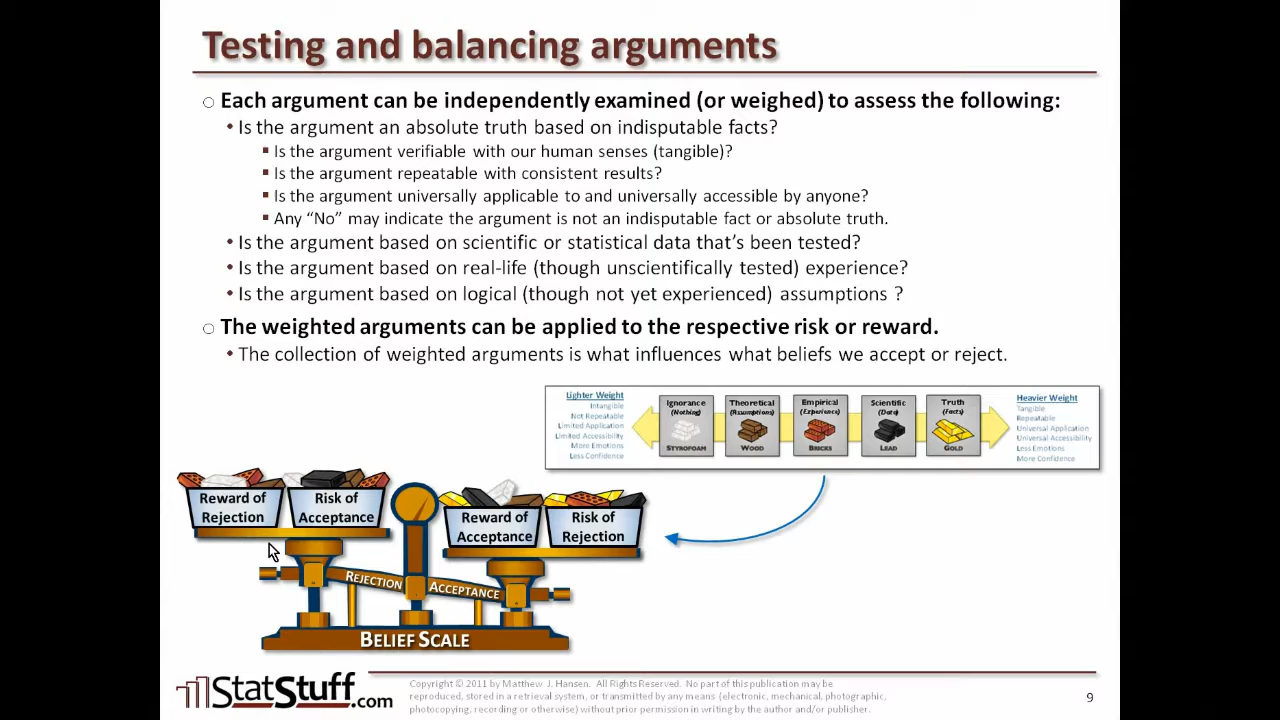 Testing and balancing arguments
Each argument can be independently examined (or weighed) to assess the following:
Is the argument an absolute truth based on indisputable facts?
Is the argument verifiable with our human senses (tangible)?
Is the argument repeatable with consistent results?
Is the argument universally applicable to and universally accessible by anyone?
Any “No” may indicate the argument is not an indisputable fact or absolute truth.
Is the argument based on scientific or statistical data that’s been tested?
Is the argument based on real-life (though unscientifically tested) experience?
Is the argument based on logical (though not yet experienced) assumptions ?
The weighted arguments can be applied to the respective risk or reward.
The collection of weighted arguments is what influences what beliefs we accept or reject.
Lighter Weight
Intangible
Not Repeatable
Limited Application
Limited Accessibility
More Emotions
Less Confidence
Ignorance
(Nothing)
STYROFOAM
Theoretical
(Assumptions)
WOOD
Empirical
(Experience)
BRICKS
Scientific
(Data)
LEAD
Truth
(Facts)
GOLD
Heavier Weight
Tangible
Repeatable
Universal Application
Universal Accessibility
Less Emotions
More Confidence
Reward of
Rejection
Risk of
Acceptance
Reward of
Acceptance
Risk of
Rejection
REJECTION
ACCEPTANCE
BELIEF SCALE
StatStuff.com
Copyright © 2011 by Matthew J. Hansen. All Rights Reserved. No part of this publication may be
reproduced, stored in a retrieval system, or transmitted by any means (electronic, mechanical, photographic,
photocopying, recording or otherwise) without prior permission in writing by the author and/or publisher.
9